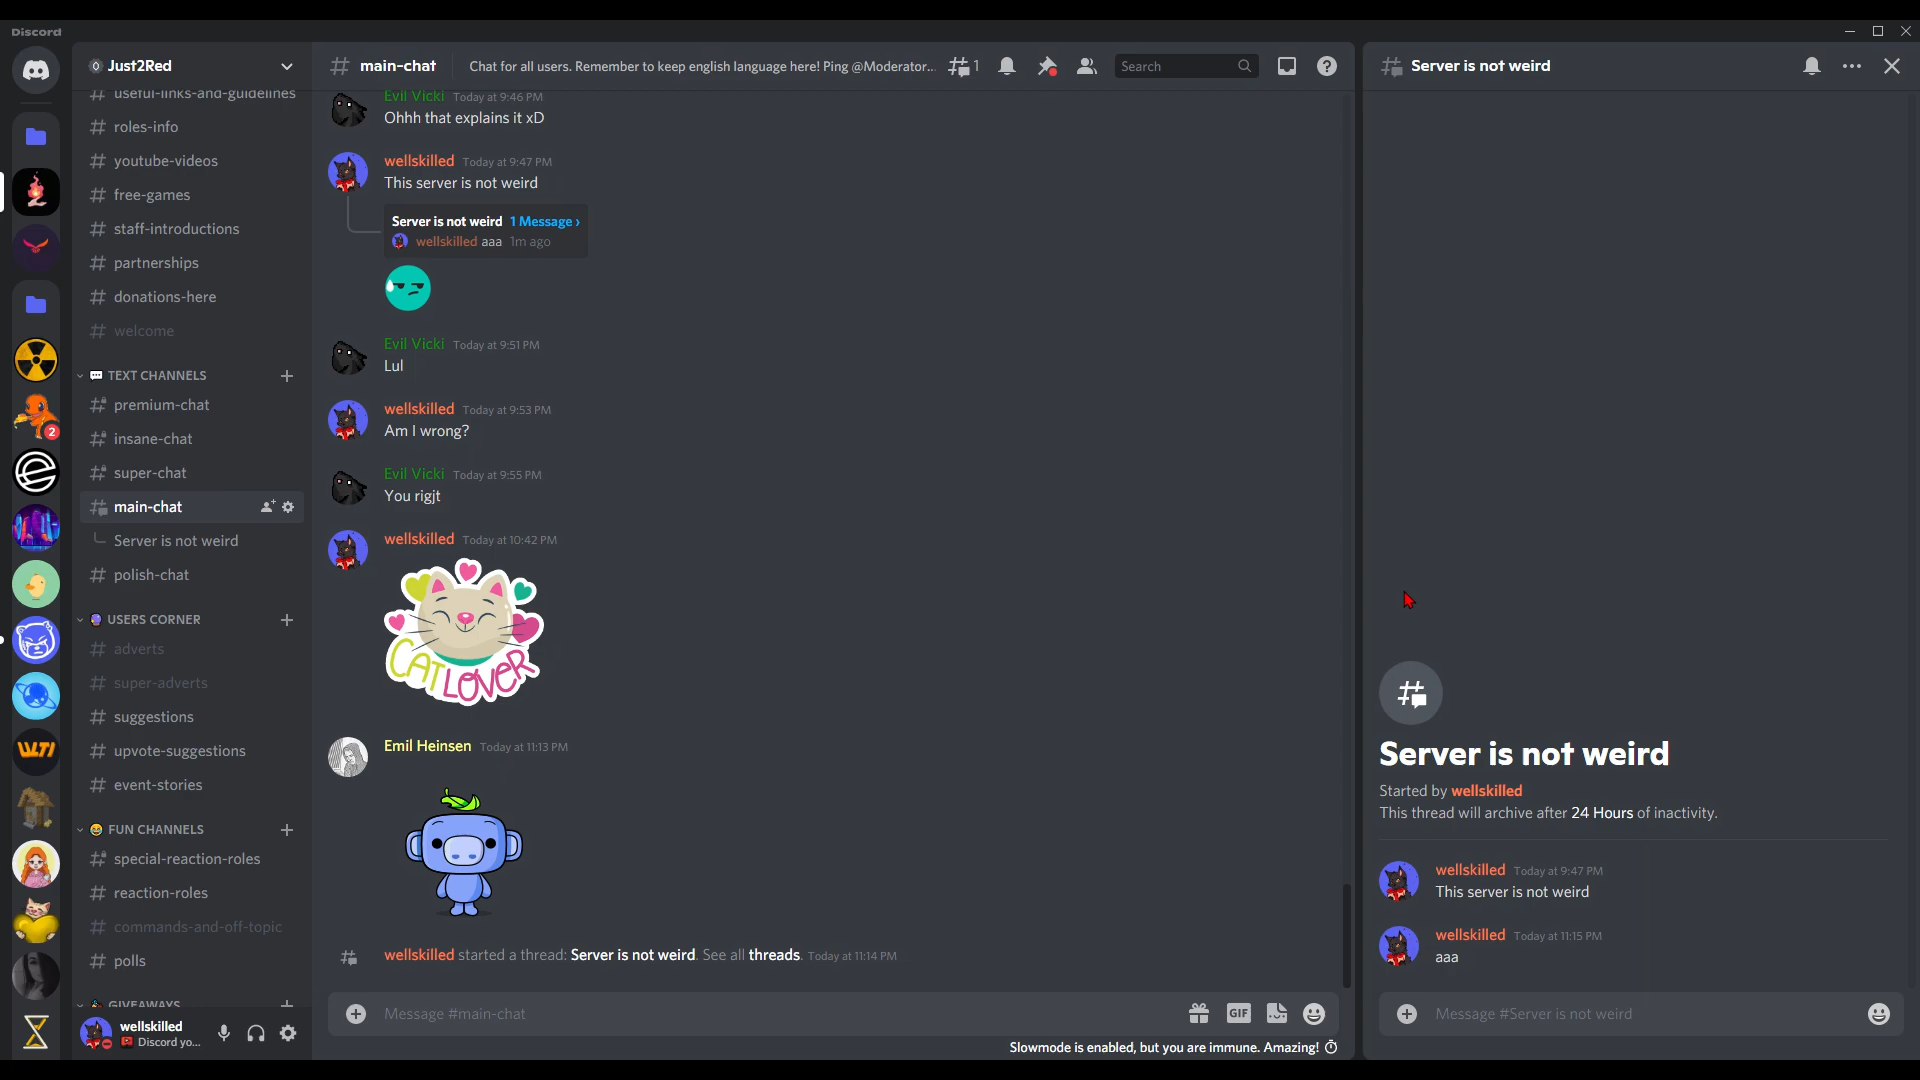 Discord
Just2Red
useful-links-and-guidelines
roles-info
youtube-videos
free-games
staff-introductions
partnerships
donations-here
welcome
TEXT CHANNELS
premium-chat
insane-chat
super-chat
main-chat
Server is not weird
polish-chat
USERS CORNER
adverts
super-adverts
suggestions
upvote-suggestions
event-stories
FUN CHANNELS
special-reaction-roles
reaction-roles
commands-and-off-topic
polls
GIVEAWAYS
2
wellskilled
Discord yo...
main-chat Chat for all users. Remember to keep english language here! Ping @Moderator... 1 Search
Evil Vicki Today at 9:46 PM
Ohhh that explains it xD
wellskilled Today at 9:47 PM
This server is not weird
Server is not weird 1 Message ›
wellskilled aaa 1m ago
Evil Vicki Today at 9:51 PM
Lul
wellskilled Today at 9:53 PM
Am I wrong?
Evil Vicki Today at 9:55 PM
You rigjt
wellskilled Today at 10:42 PM
CAT LOVER
Emil Heinsen Today at 11:13 PM
wellskilled started a thread: Server is not weird. See all threads. Today at 11:14 PM
Message #main-chat
GIF
Slowmode is enabled, but you are immune. Amazing!
Server is not weird
Server is not weird
Started by wellskilled
This thread will archive after 24 Hours of inactivity.
wellskilled Today at 9:47 PM
This server is not weird
wellskilled Today at 11:15 PM
aaa
Message #Server is not weird